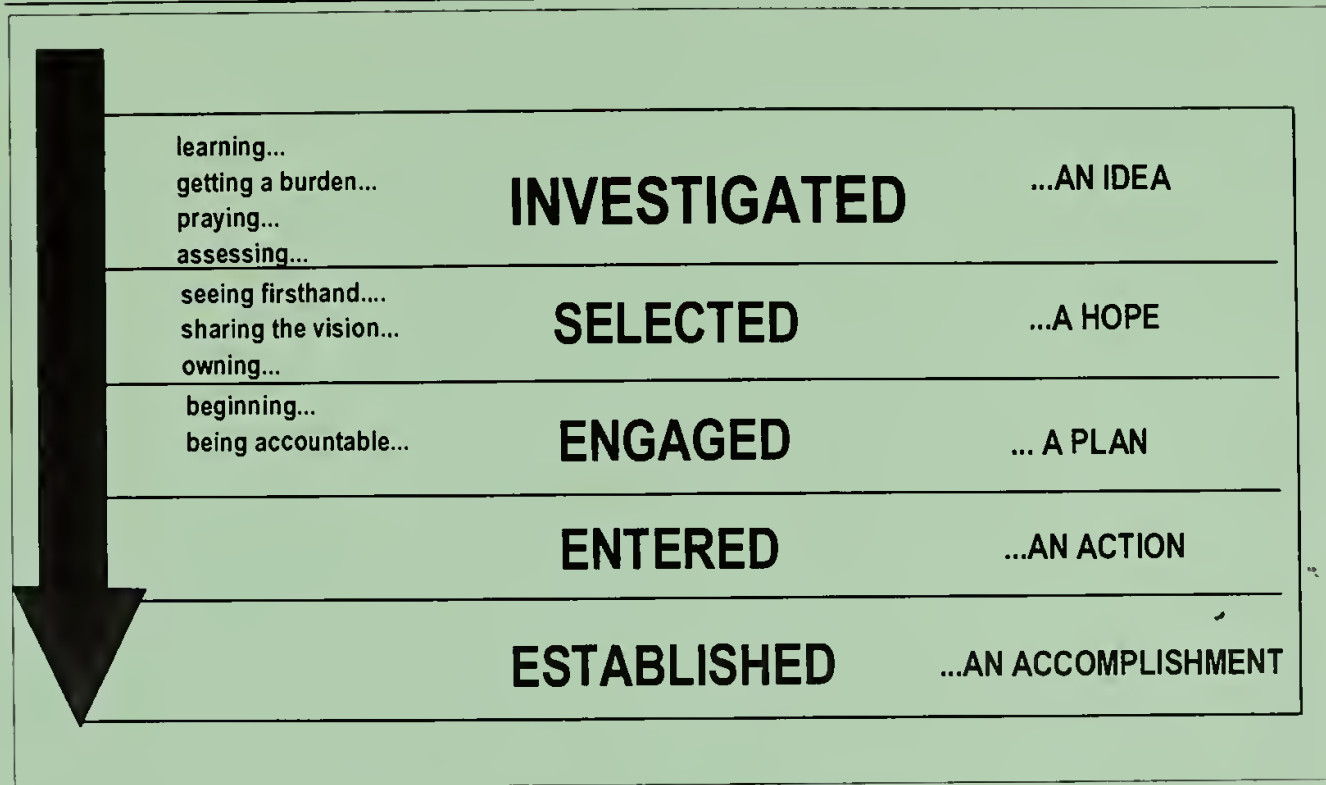 learning...
getting a burden...
praying...
assessing...
INVESTIGATED
...AN IDEA
seeing firsthand....
sharing the vision...
owning...
SELECTED
...A HOPE
beginning...
being accountable...
ENGAGED
... A PLAN
ENTERED
...AN ACTION
ESTABLISHED
...AN ACCOMPLISHMENT